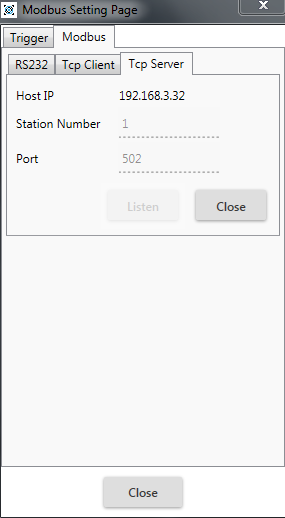 Modbus Setting Page
Trigger Modbus
RS232 Tcp Client Tcp Server
Host IP 192.168.3.32
Station Number 1
Port 502
Listen Close
Close